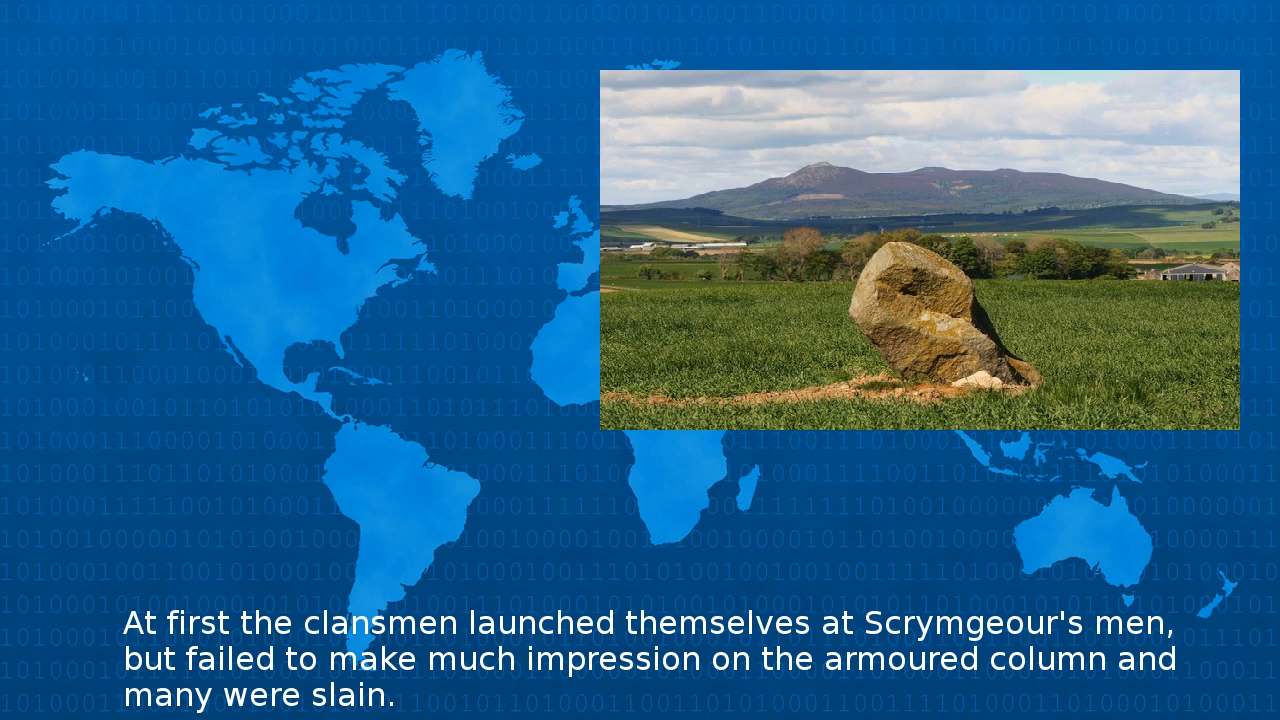 At first the clansmen launched themselves at Scrymgeour's men,
but failed to make much impression on the armoured column and
many were slain.